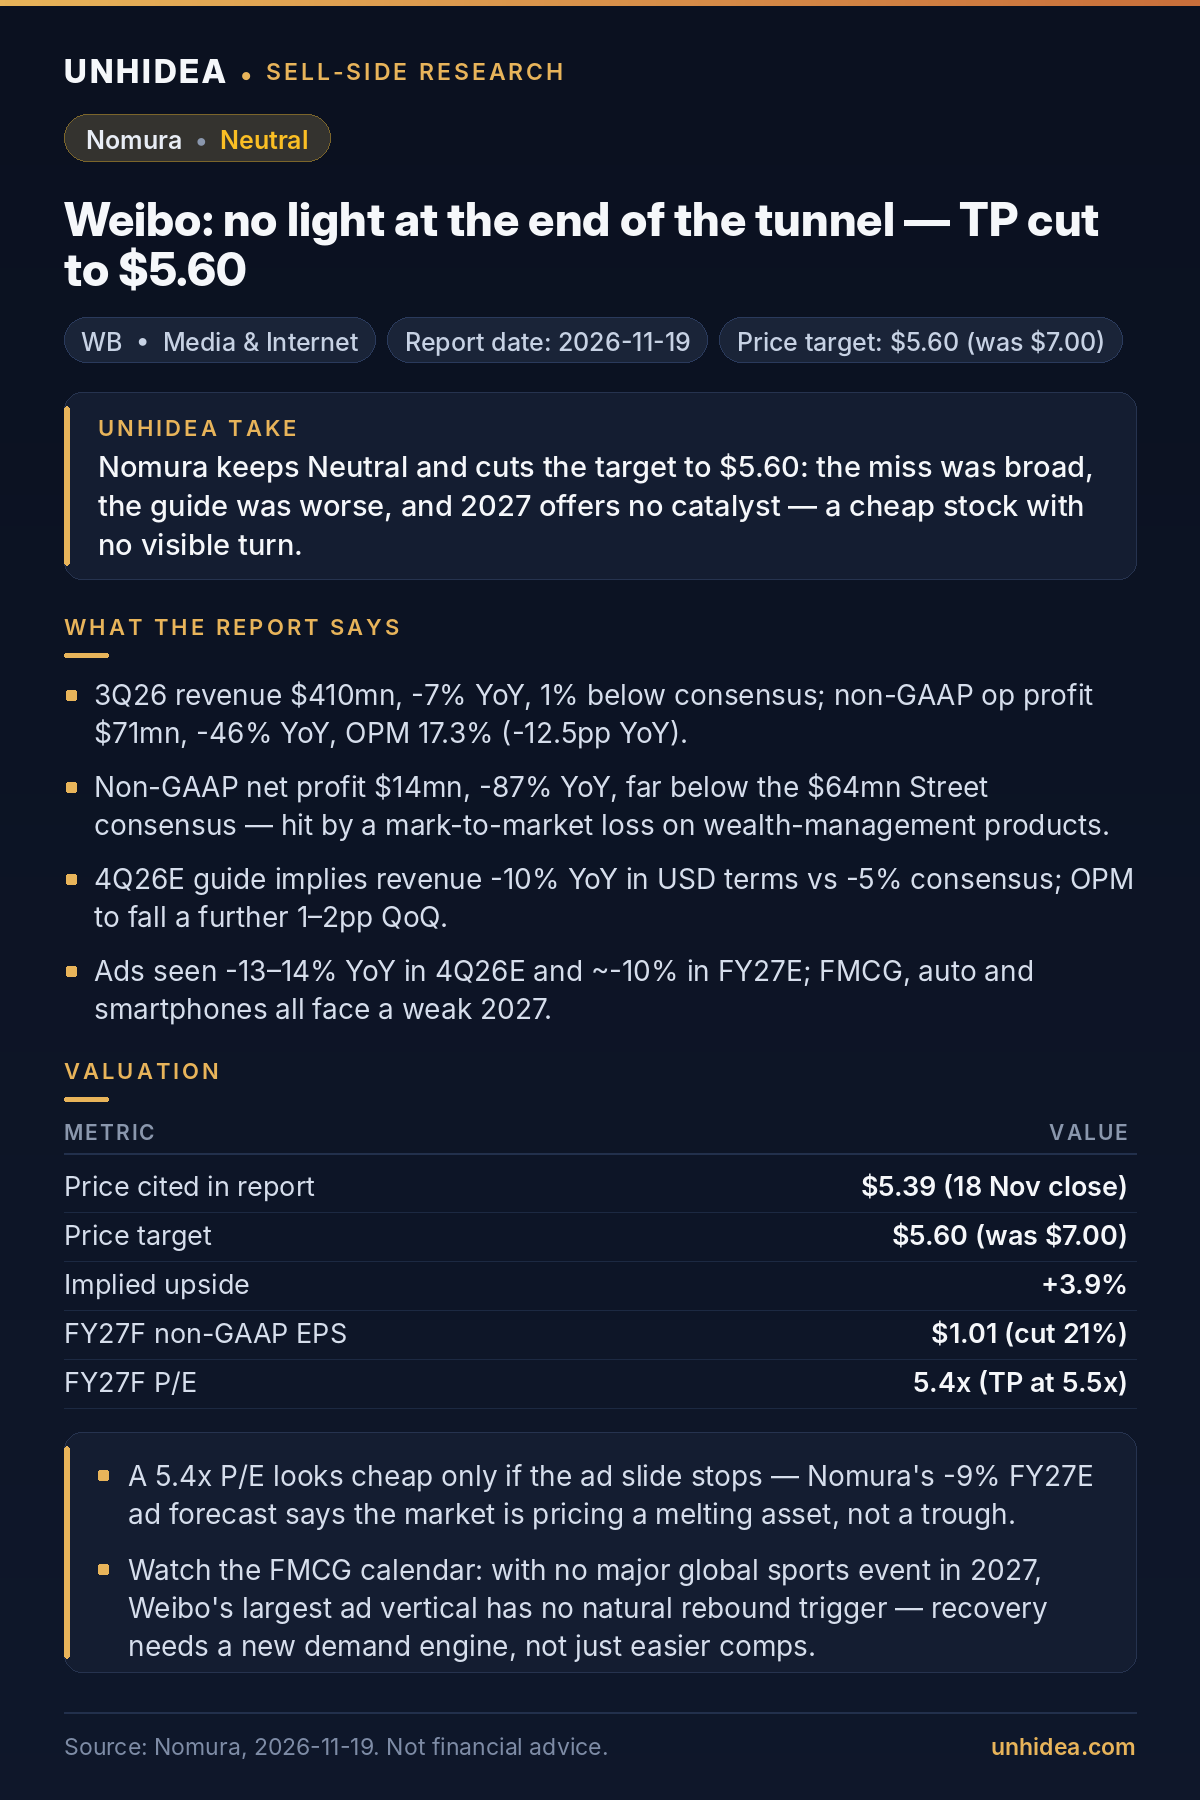 UNHIDEA • SELL-SIDE RESEARCH
Nomura • Neutral
Weibo: no light at the end of the tunnel — TP cut
to $5.60
WB • Media & Internet
Report date: 2026-11-19
Price target: $5.60 (was $7.00)
UNHIDEA TAKE
Nomura keeps Neutral and cuts the target to $5.60: the miss was broad,
the guide was worse, and 2027 offers no catalyst — a cheap stock with
no visible turn.
WHAT THE REPORT SAYS
3Q26 revenue $410mn, -7% YoY, 1% below consensus; non-GAAP op profit
$71mn, -46% YoY, OPM 17.3% (-12.5pp YoY).
Non-GAAP net profit $14mn, -87% YoY, far below the $64mn Street
consensus — hit by a mark-to-market loss on wealth-management products.
4Q26E guide implies revenue -10% YoY in USD terms vs -5% consensus; OPM
to fall a further 1–2pp QoQ.
Ads seen -13–14% YoY in 4Q26E and ~-10% in FY27E; FMCG, auto and
smartphones all face a weak 2027.
VALUATION
METRIC VALUE
Price cited in report $5.39 (18 Nov close)
Price target $5.60 (was $7.00)
Implied upside +3.9%
FY27F non-GAAP EPS $1.01 (cut 21%)
FY27F P/E 5.4x (TP at 5.5x)
A 5.4x P/E looks cheap only if the ad slide stops — Nomura's -9% FY27E
ad forecast says the market is pricing a melting asset, not a trough.
Watch the FMCG calendar: with no major global sports event in 2027,
Weibo's largest ad vertical has no natural rebound trigger — recovery
needs a new demand engine, not just easier comps.
Source: Nomura, 2026-11-19. Not financial advice.
unhidea.com